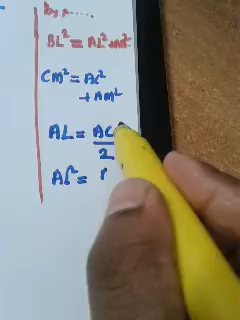 by
BL² = AL² +AB²
CM² = AC²
+ AM²
AL = AC
2
AL² =